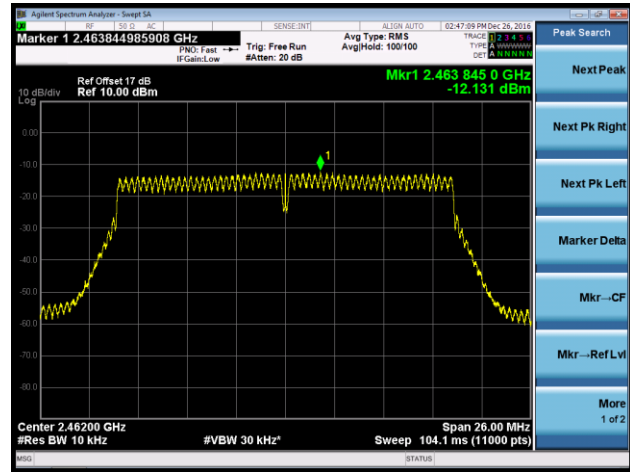 Agilent Spectrum Analyzer - Swept SA
RF 50 Ω AC SENSE:INT ALIGN AUTO 02:47:09 PM Dec 26, 2016
Marker 1 2.463844985908 GHz
PNO: Fast
IFGain:Low
Trig: Free Run
#Atten: 20 dB
Avg Type: RMS
Avg|Hold: 100/100
TRACE 1 2 3 4 5 6
TYPE A WWWWW
DET A N N N N N
Peak Search
Next Peak
Next Pk Right
Next Pk Left
Marker Delta
Mkr→CF
Mkr→Ref Lvl
More
1 of 2
Mkr1 2.463 845 0 GHz
-12.131 dBm
Ref Offset 17 dB
10 dB/div Ref 10.00 dBm
Log
0.00
-10.0
-20.0
-30.0
-40.0
-50.0
-60.0
-70.0
-80.0
1
Center 2.46200 GHz Span 26.00 MHz
#Res BW 10 kHz #VBW 30 kHz* Sweep 104.1 ms (11000 pts)
MSG STATUS